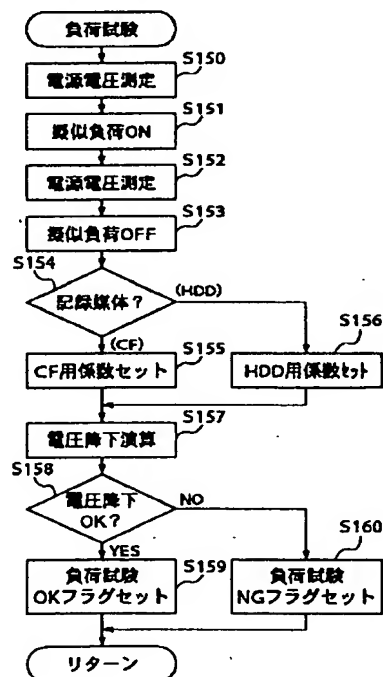 負荷試験
S150
電源電圧測定
S151
擬似負荷ON
S152
電源電圧測定
S153
擬似負荷OFF
S154
記録媒体?
(HDD)
(CF)
S155
CF用係数セット
S156
HDD用係数ｾｯﾄ
S157
電圧降下演算
S158
電圧降下
OK?
NO
YES
S159
負荷試験
OKフラグセット
S160
負荷試験
NGフラグセット
リターン